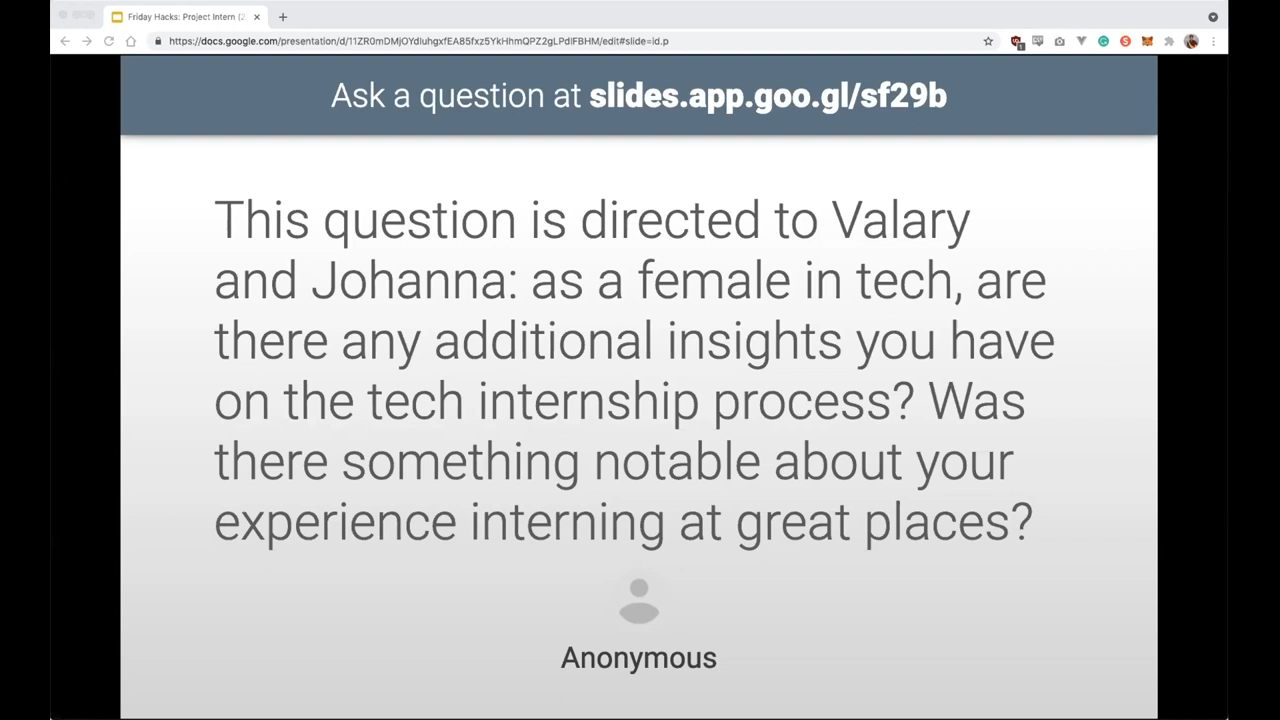 Friday Hacks: Project Intern (2
https://docs.google.com/presentation/d/11ZR0mDMjOYdluhgxfEA85fxz5YkHhmQPZ2gLPdiFBHM/edit#slide=id.p
Ask a question at slides.app.goo.gl/sf29b
This question is directed to Valary
and Johanna: as a female in tech, are
there any additional insights you have
on the tech internship process? Was
there something notable about your
experience interning at great places?
Anonymous